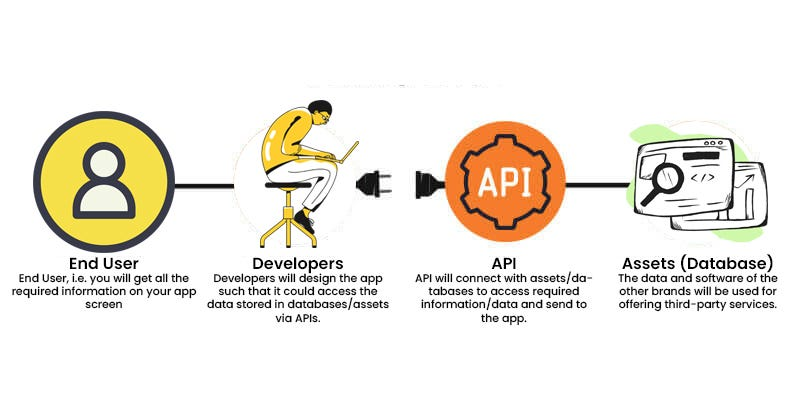 API
End User
End User, i.e. you will get all the
required information on your app
screen
Developers
Developers will design the app
such that it could access the
data stored in databases/assets
via APIs.
API
API will connect with assets/da-
tabases to access required
information/data and send to
the app.
Assets (Database)
The data and software of the
other brands will be used for
offering third-party services.